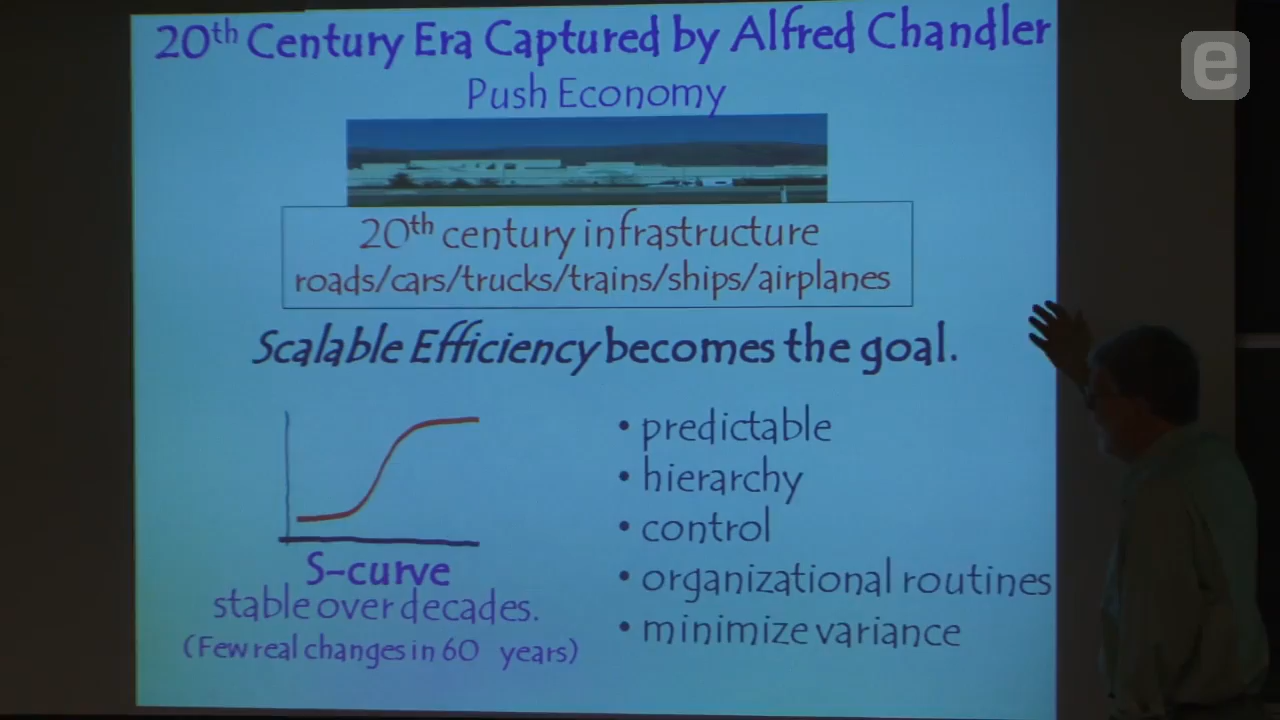 20th Century Era Captured by Alfred Chandler
Push Economy
20th century infrastructure
roads/cars/trucks/trains/ships/airplanes
Scalable Efficiency becomes the goal.
S-curve
stable over decades.
(Few real changes in 60 years)
• predictable
• hierarchy
• control
• organizational routines
• minimize variance
e